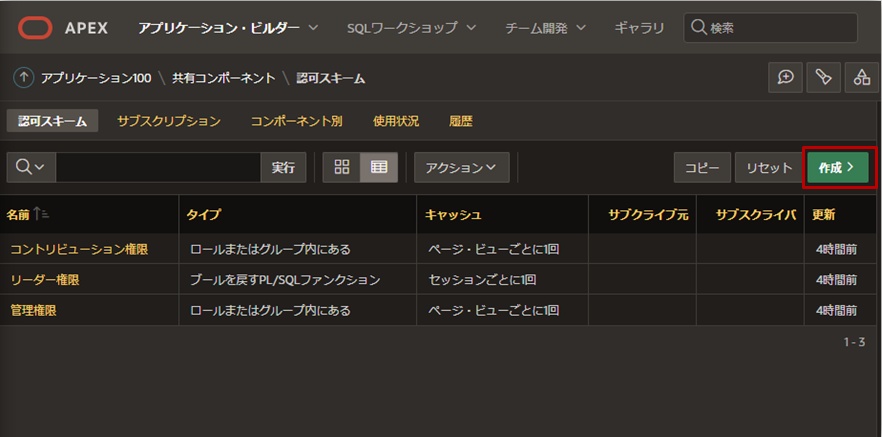 APEX アプリケーション・ビルダー SQLワークショップ チーム開発 ギャラリ 検索
アプリケーション100 \ 共有コンポーネント \ 認可スキーム
認可スキーム サブスクリプション コンポーネント別 使用状況 履歴
実行 アクション コピー リセット 作成
名前 タイプ キャッシュ サブクライブ元 サブスクライバ 更新
コントリビューション権限 ロールまたはグループ内にある ページ・ビューごとに1回 4時間前
リーダー権限 ブールを戻すPL/SQLファンクション セッションごとに1回 4時間前
管理権限 ロールまたはグループ内にある ページ・ビューごとに1回 4時間前
1 - 3